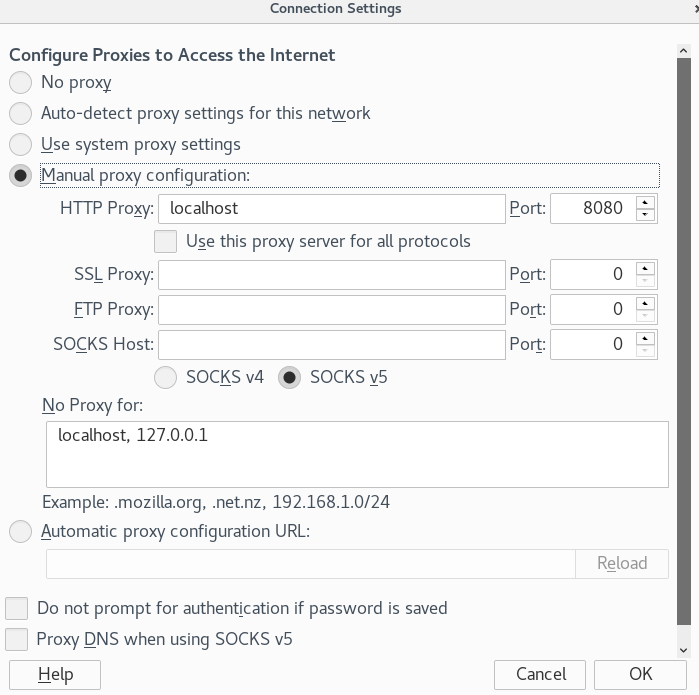 Connection Settings
Configure Proxies to Access the Internet
No proxy
Auto-detect proxy settings for this network
Use system proxy settings
Manual proxy configuration:
HTTP Proxy: localhost Port: 8080
Use this proxy server for all protocols
SSL Proxy: Port: 0
FTP Proxy: Port: 0
SOCKS Host: Port: 0
SOCKS v4 SOCKS v5
No Proxy for:
localhost, 127.0.0.1
Example: .mozilla.org, .net.nz, 192.168.1.0/24
Automatic proxy configuration URL:
Reload
Do not prompt for authentication if password is saved
Proxy DNS when using SOCKS v5
Help Cancel OK